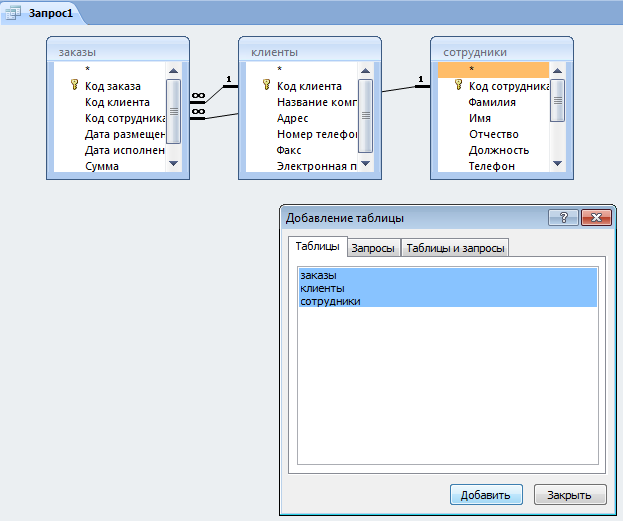 Запрос1
заказы
*
Код заказа
Код клиента
Код сотрудника
Дата размещен
Дата исполнен
Сумма
клиенты
*
Код клиента
Название комп
Адрес
Номер телефо
Факс
Электронная п
сотрудники
*
Код сотрудника
Фамилия
Имя
Отчество
Должность
Телефон
1
∞
∞
1
Добавление таблицы
?
Таблицы Запросы Таблицы и запросы
заказы
клиенты
сотрудники
Добавить Закрыть